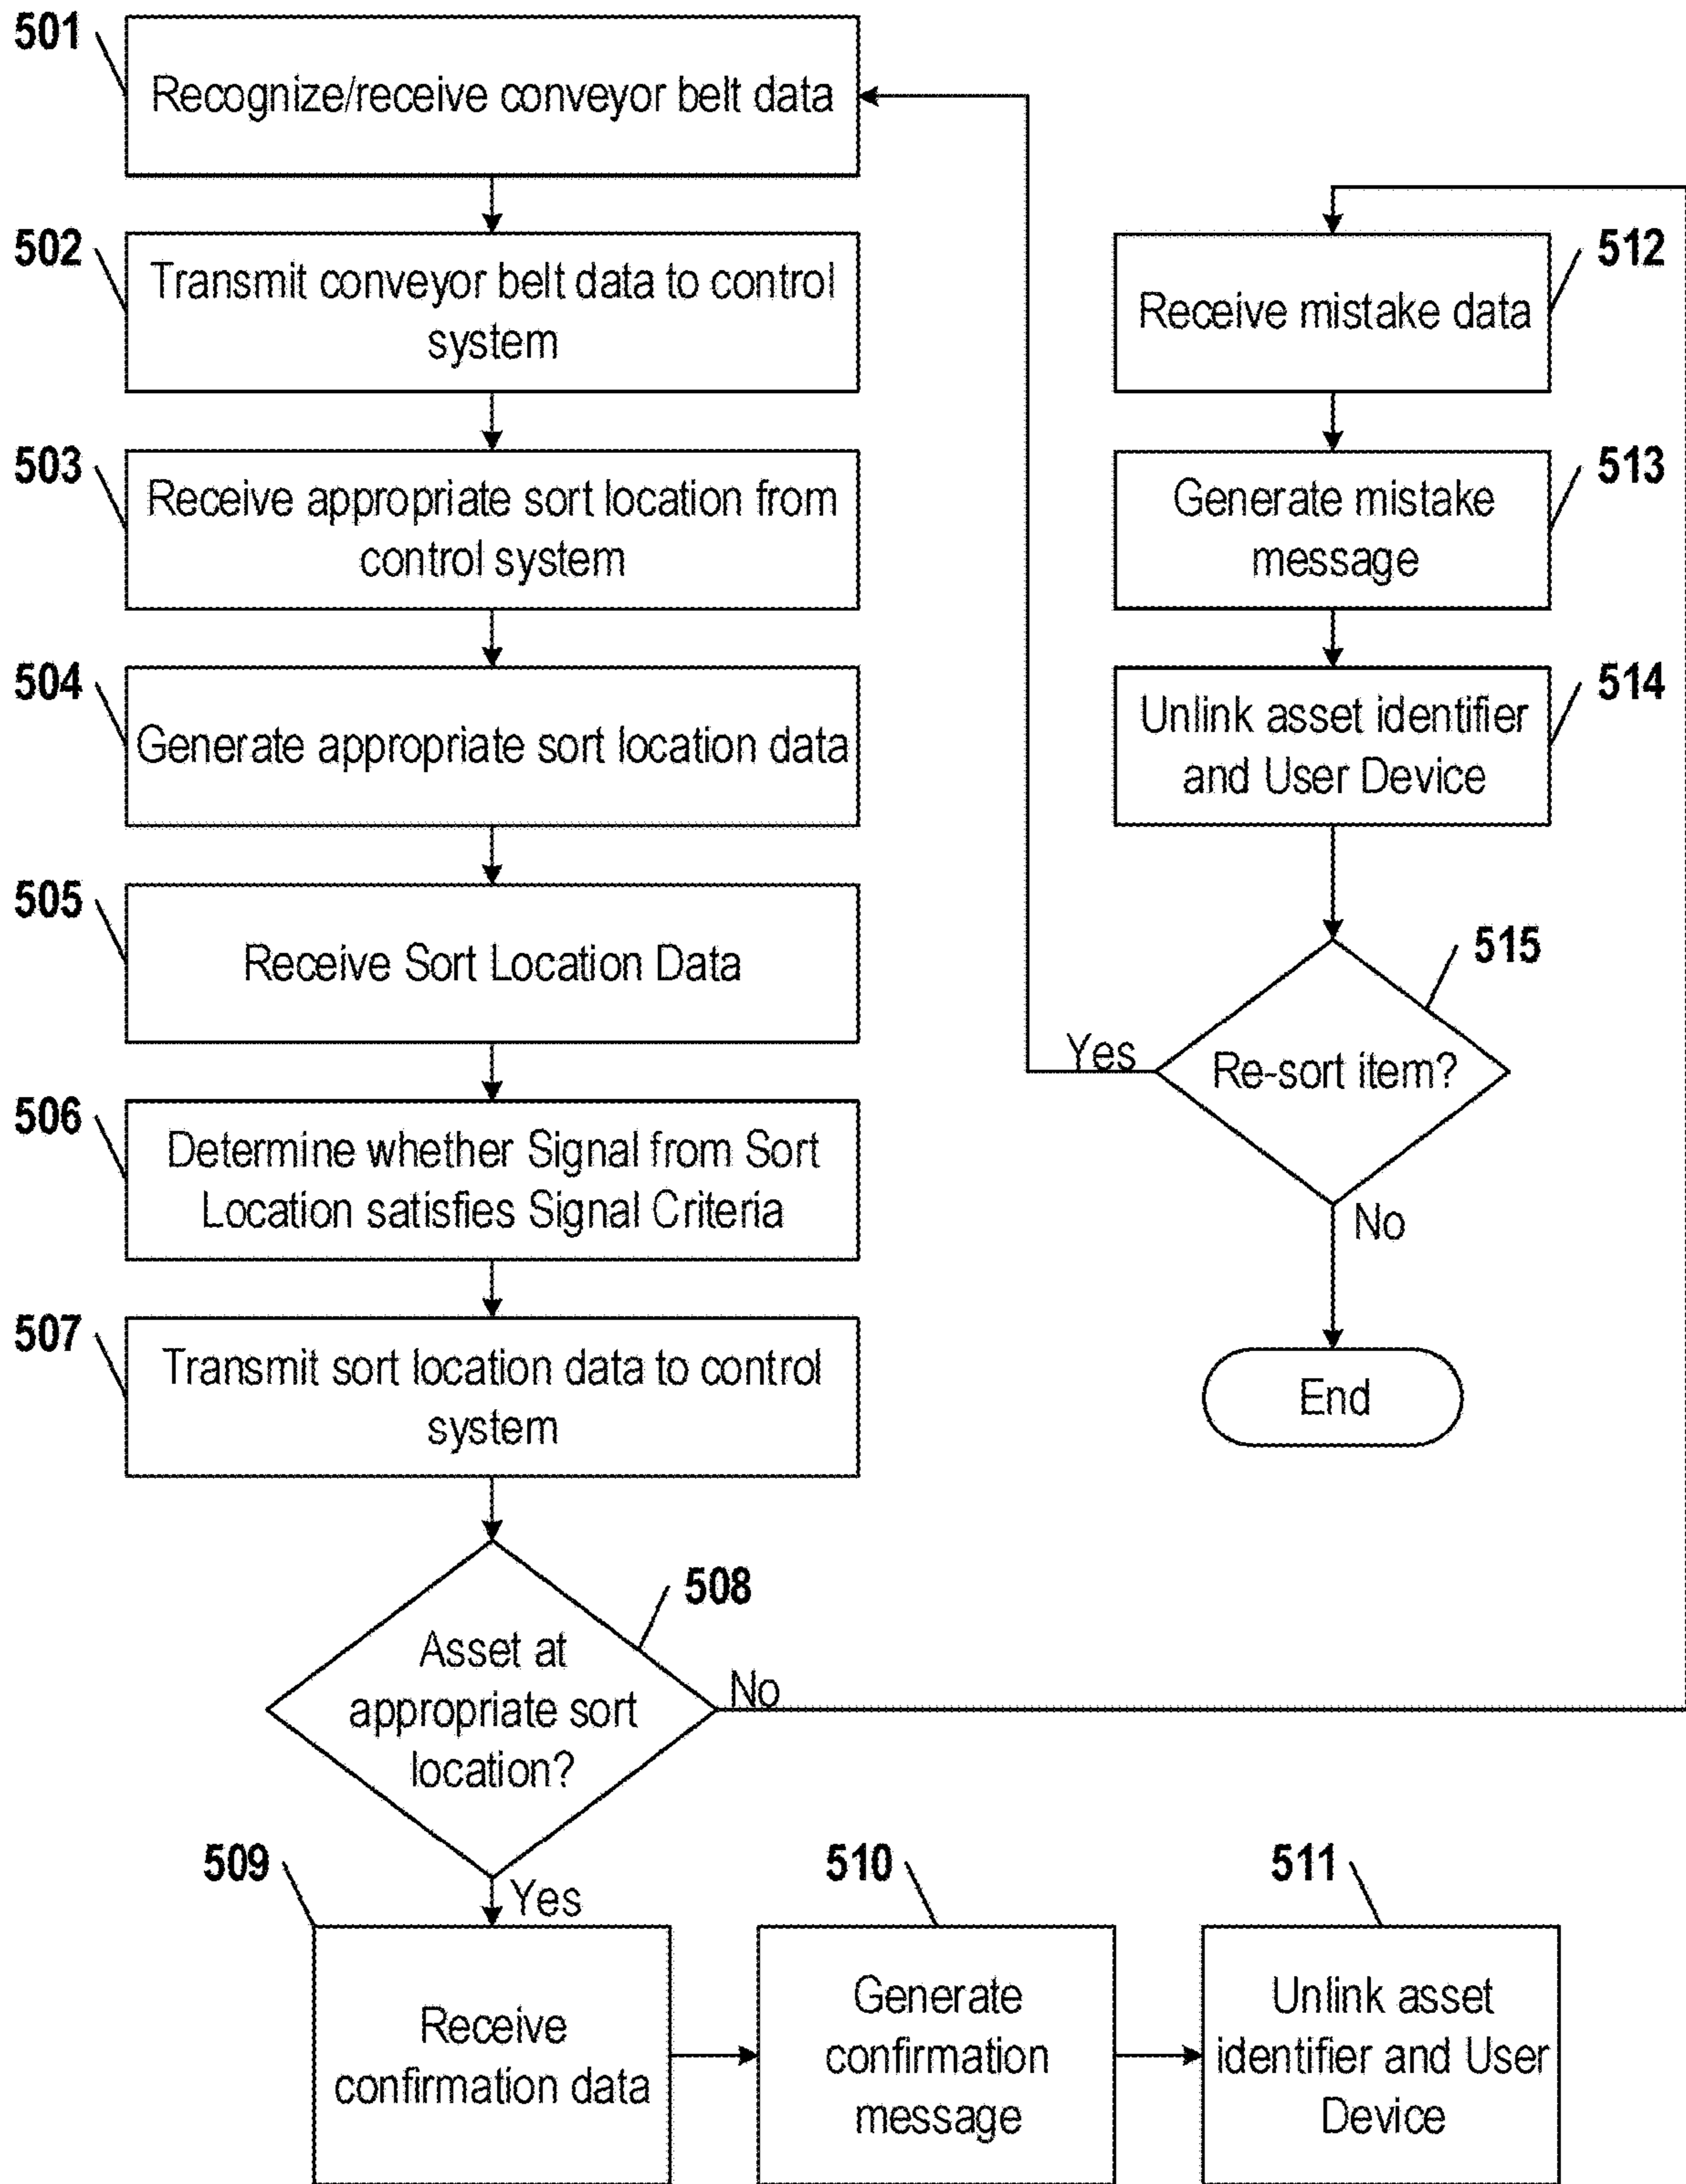 501
Recognize/receive conveyor belt data
502
Transmit conveyor belt data to control
system
503
Receive appropriate sort location from
control system
504
Generate appropriate sort location data
505
Receive Sort Location Data
506
Determine whether Signal from Sort
Location satisfies Signal Criteria
507
Transmit sort location data to control
system
508
Asset at
appropriate sort
location?
No
Yes
509
Receive
confirmation data
510
Generate
confirmation
message
511
Unlink asset
identifier and User
Device
512
Receive mistake data
513
Generate mistake
message
514
Unlink asset identifier
and User Device
515
Re-sort item?
Yes
No
End